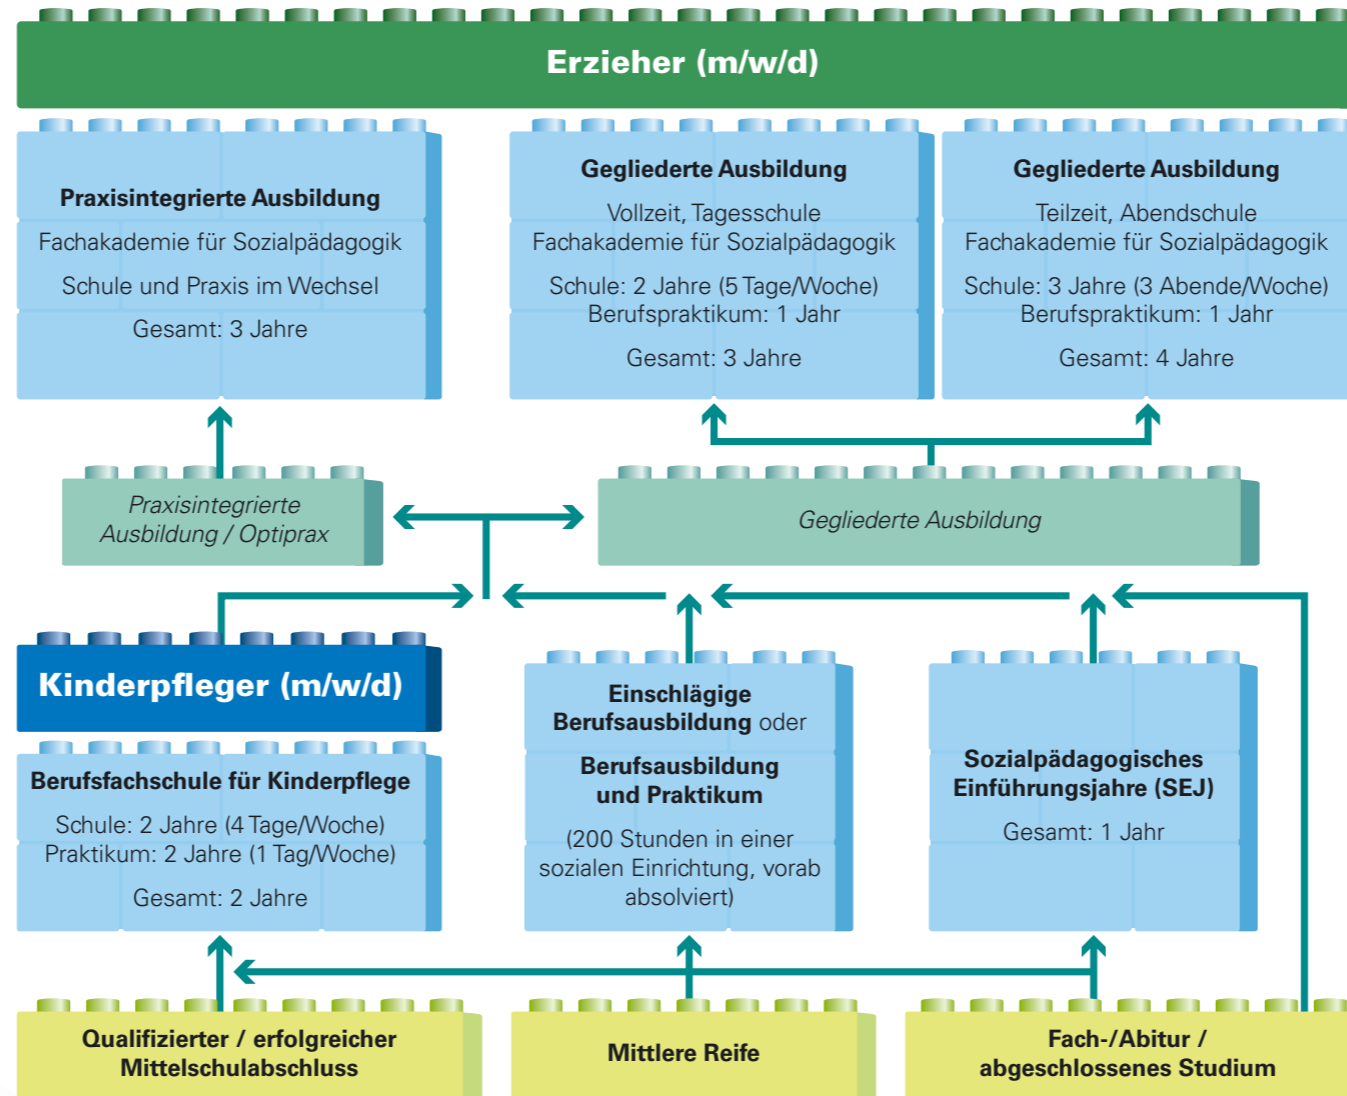 Erzieher (m/w/d)
Praxisintegrierte Ausbildung
Fachakademie für Sozialpädagogik
Schule und Praxis im Wechsel
Gesamt: 3 Jahre
Gegliederte Ausbildung
Vollzeit, Tagesschule
Fachakademie für Sozialpädagogik
Schule: 2 Jahre (5 Tage/Woche)
Berufspraktikum: 1 Jahr
Gesamt: 3 Jahre
Gegliederte Ausbildung
Teilzeit, Abendschule
Fachakademie für Sozialpädagogik
Schule: 3 Jahre (3 Abende/Woche)
Berufspraktikum: 1 Jahr
Gesamt: 4 Jahre
Praxisintegrierte
Ausbildung / Optiprax
Gegliederte Ausbildung
Kinderpfleger (m/w/d)
Berufsfachschule für Kinderpflege
Schule: 2 Jahre (4 Tage/Woche)
Praktikum: 2 Jahre (1 Tag/Woche)
Gesamt: 2 Jahre
Einschlägige
Berufsausbildung oder
Berufsausbildung
und Praktikum
(200 Stunden in einer
sozialen Einrichtung, vorab
absolviert)
Sozialpädagogisches
Einführungsjahre (SEJ)
Gesamt: 1 Jahr
Qualifizierter / erfolgreicher
Mittelschulabschluss
Mittlere Reife
Fach-/Abitur /
abgeschlossenes Studium